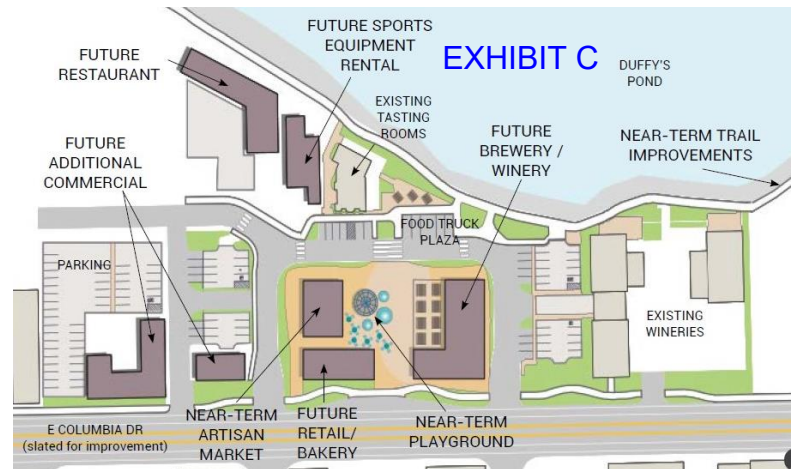 FUTURE SPORTS
EQUIPMENT
RENTAL
EXHIBIT C
FUTURE
RESTAURANT
DUFFY'S
POND
EXISTING
TASTING
ROOMS
FUTURE
BREWERY /
WINERY
NEAR-TERM TRAIL
IMPROVEMENTS
FUTURE
ADDITIONAL
COMMERCIAL
FOOD TRUCK
PLAZA
PARKING
EXISTING
WINERIES
E COLUMBIA DR
(slated for improvement)
NEAR-TERM
ARTISAN
MARKET
FUTURE
RETAIL/
BAKERY
NEAR-TERM
PLAYGROUND